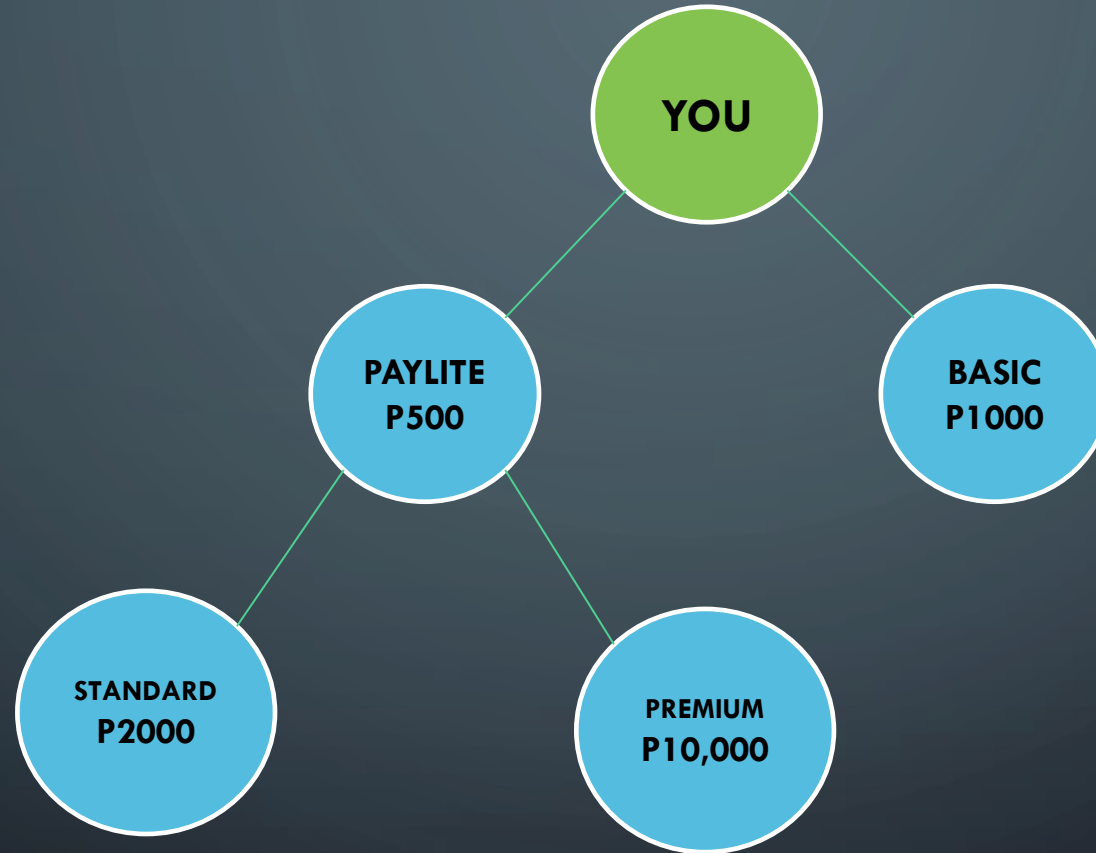 YOU
PAYLITE
P500
BASIC
P1000
STANDARD
P2000
PREMIUM
P10,000